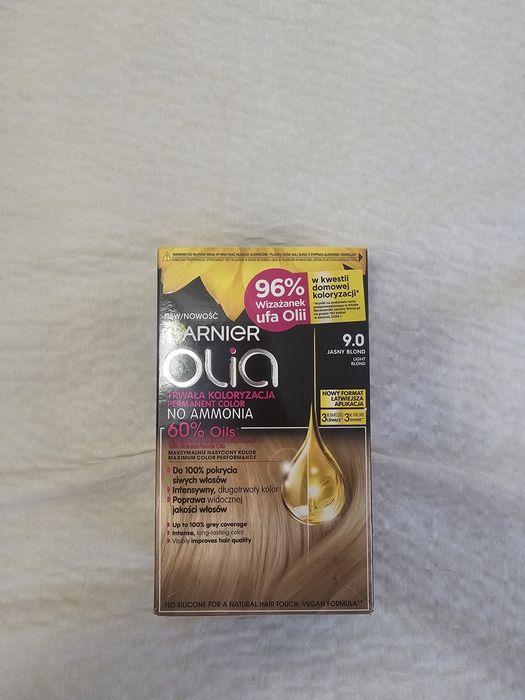 96%
Wizażanek
ufa Olii
w kwestii
domowej
koloryzacji*
NEW/NOWOŚĆ
GARNIER
OLIA
TRWAŁA KOLORYZACJA
PERMANENT COLOR
NO AMMONIA
60% Oils*
MAKSYMALNIE NASYCONY KOLOR
MAXIMUM COLOR PERFORMANCE
Do 100% pokrycia
siwych włosów
Intensywny, długotrwały kolor
Poprawa widocznej
jakości włosów
Up to 100% grey coverage
Intense, long-lasting color
Visibly improves hair quality
9.0
JASNY BLOND
LIGHT
BLOND
NOWY FORMAT
ŁATWIEJSZA
APLIKACJA
NO SILICONE FOR A NATURAL HAIR TOUCH. VEGAN FORMULA**